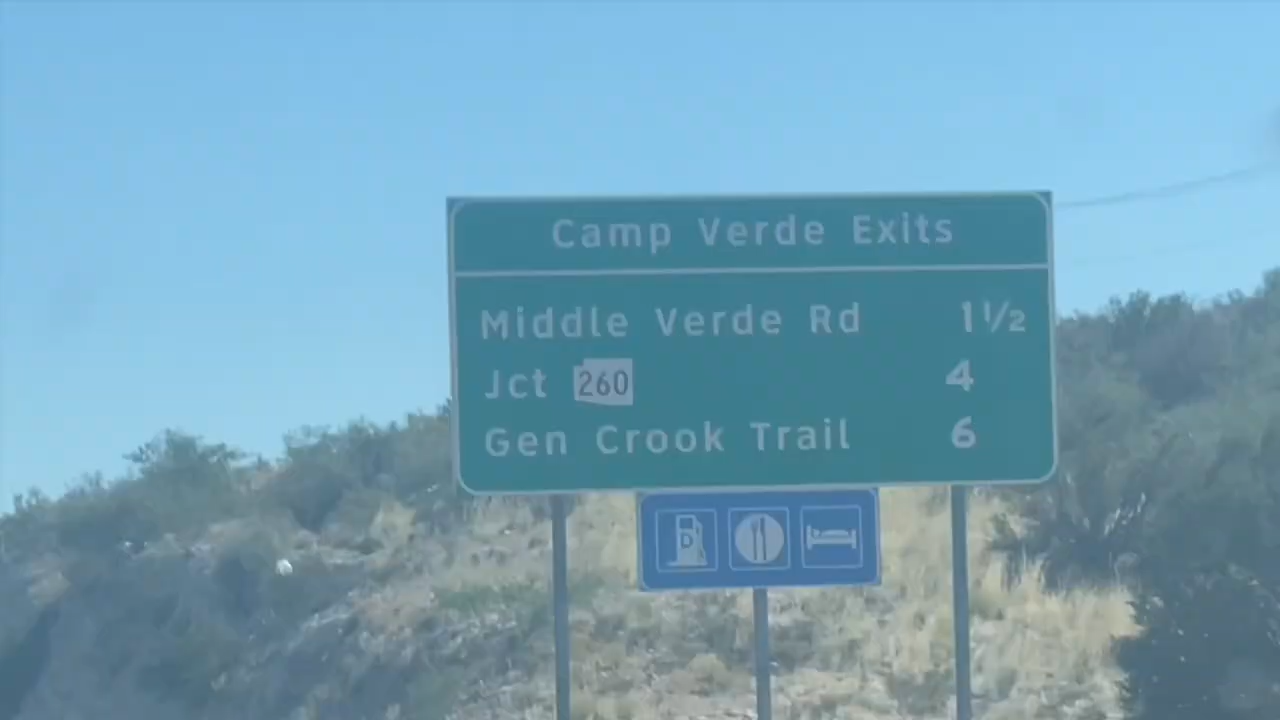 Camp Verde Exits
Middle Verde Rd 1½
Jct 260 4
Gen Crook Trail 6
D